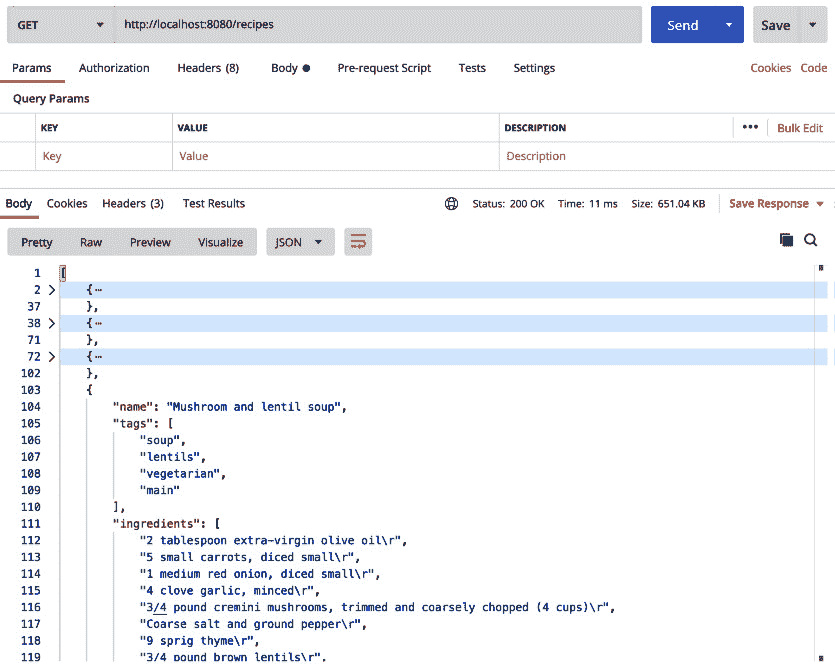 GET http://localhost:8080/recipes Send Save
Params Authorization Headers (8) Body Pre-request Script Tests Settings Cookies Code
Query Params
KEY VALUE DESCRIPTION ••• Bulk Edit
Key Value Description
Body Cookies Headers (3) Test Results Status: 200 OK Time: 11 ms Size: 651.04 KB Save Response
Pretty Raw Preview Visualize JSON
1 [
2 {⋯
37 },
38 {⋯
71 },
72 {⋯
102 },
103 {
104 "name": "Mushroom and lentil soup",
105 "tags": [
106 "soup",
107 "lentils",
108 "vegetarian",
109 "main"
110 ],
111 "ingredients": [
112 "2 tablespoon extra-virgin olive oil\r",
113 "5 small carrots, diced small\r",
114 "1 medium red onion, diced small\r",
115 "4 clove garlic, minced\r",
116 "3/4 pound cremini mushrooms, trimmed and coarsely chopped (4 cups)\r",
117 "Coarse salt and ground pepper\r",
118 "9 sprig thyme\r",
119 "3/4 pound brown lentils\r",